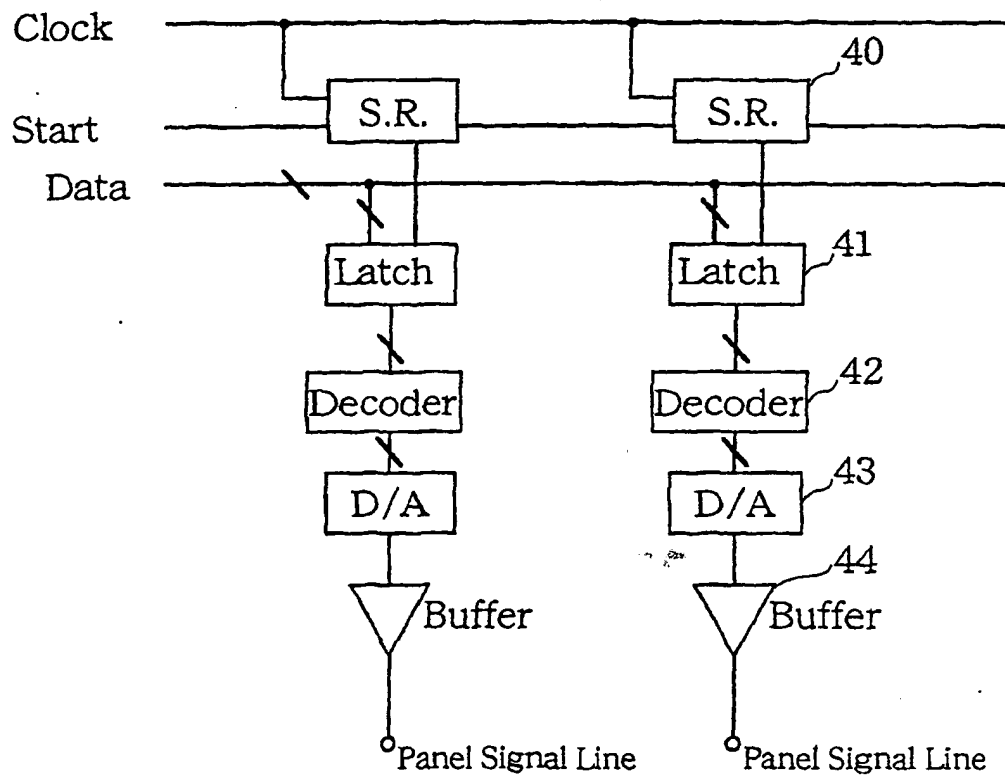 Clock
40
S.R. S.R.
Start
Data
Latch Latch 41
42
Decoder Decoder
43
D/A D/A
44
Buffer Buffer
Panel Signal Line Panel Signal Line